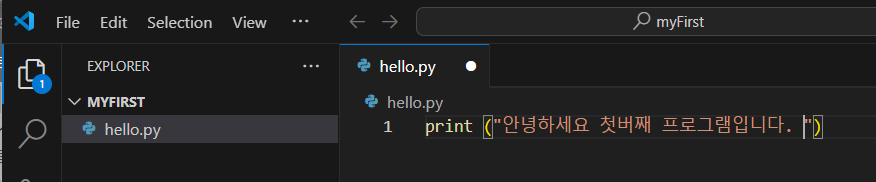 File Edit Selection View ··· ← → myFirst
EXPLORER ···
hello.py ●
MYFIRST
hello.py
hello.py
1 print ("안녕하세요 첫버째 프로그램입니다. ")
1